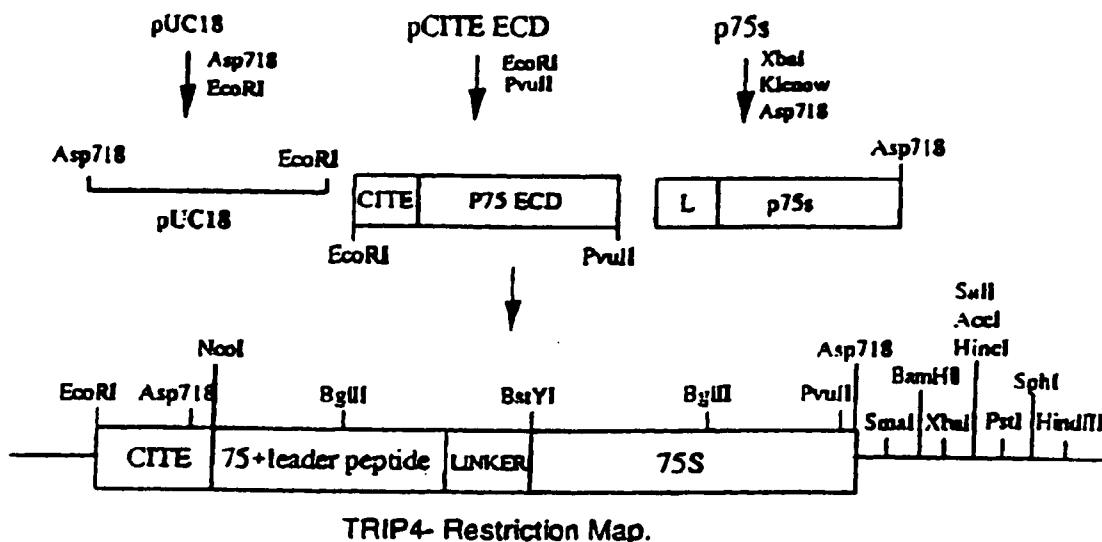 pUC18
pCITE ECD
p75s
Asp718
EcoRI
EcoRI
PvuII
XbaI
Klenow
Asp718
Asp718
EcoRI
Asp718
CITE
P75 ECD
L
p75s
pUC18
EcoRI
PvuII
SalI
AccI
HincI
NcoI
Asp718
BamHI
SphI
EcoRI
Asp718
BglII
BstYI
BglII
PvuII
SmaI
XbaI
PstI
HindIII
CITE
75+leader peptide
LINKER
75S
TRIP4- Restriction Map.